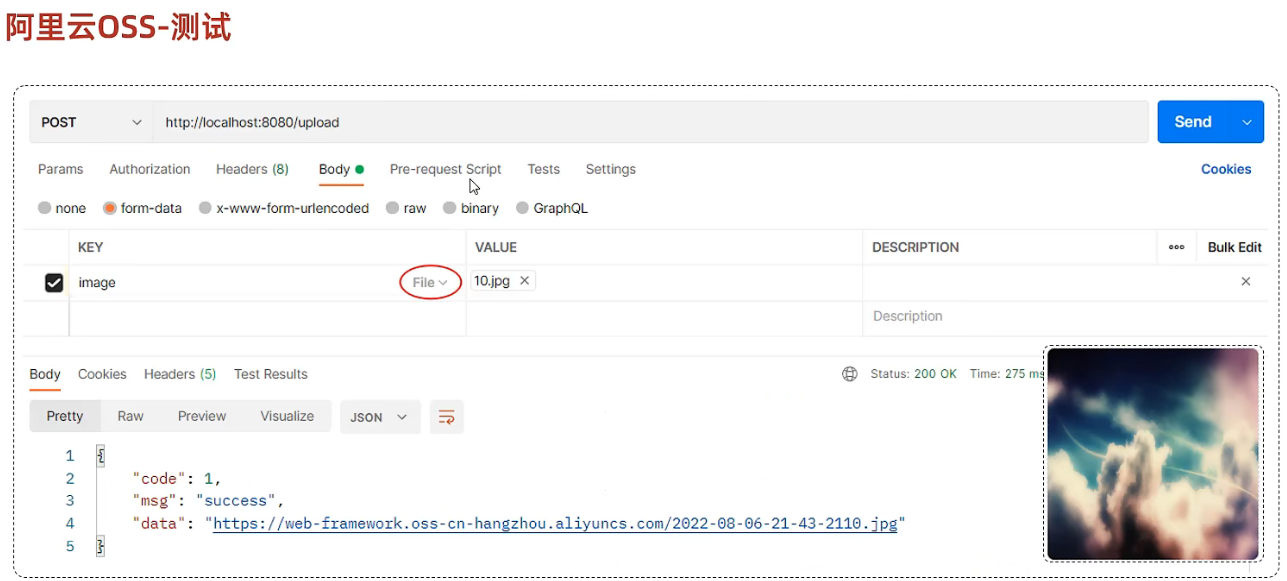 阿里云OSS-测试
POST http://localhost:8080/upload Send
Params Authorization Headers (8) Body Pre-request Script Tests Settings Cookies
none form-data x-www-form-urlencoded raw binary GraphQL
KEY VALUE DESCRIPTION ooo Bulk Edit
image File 10.jpg ×
Description
Body Cookies Headers (5) Test Results Status: 200 OK Time: 275 ms
Pretty Raw Preview Visualize JSON
1 {
2 "code": 1,
3 "msg": "success",
4 "data": "https://web-framework.oss-cn-hangzhou.aliyuncs.com/2022-08-06-21-43-2110.jpg"
5 }